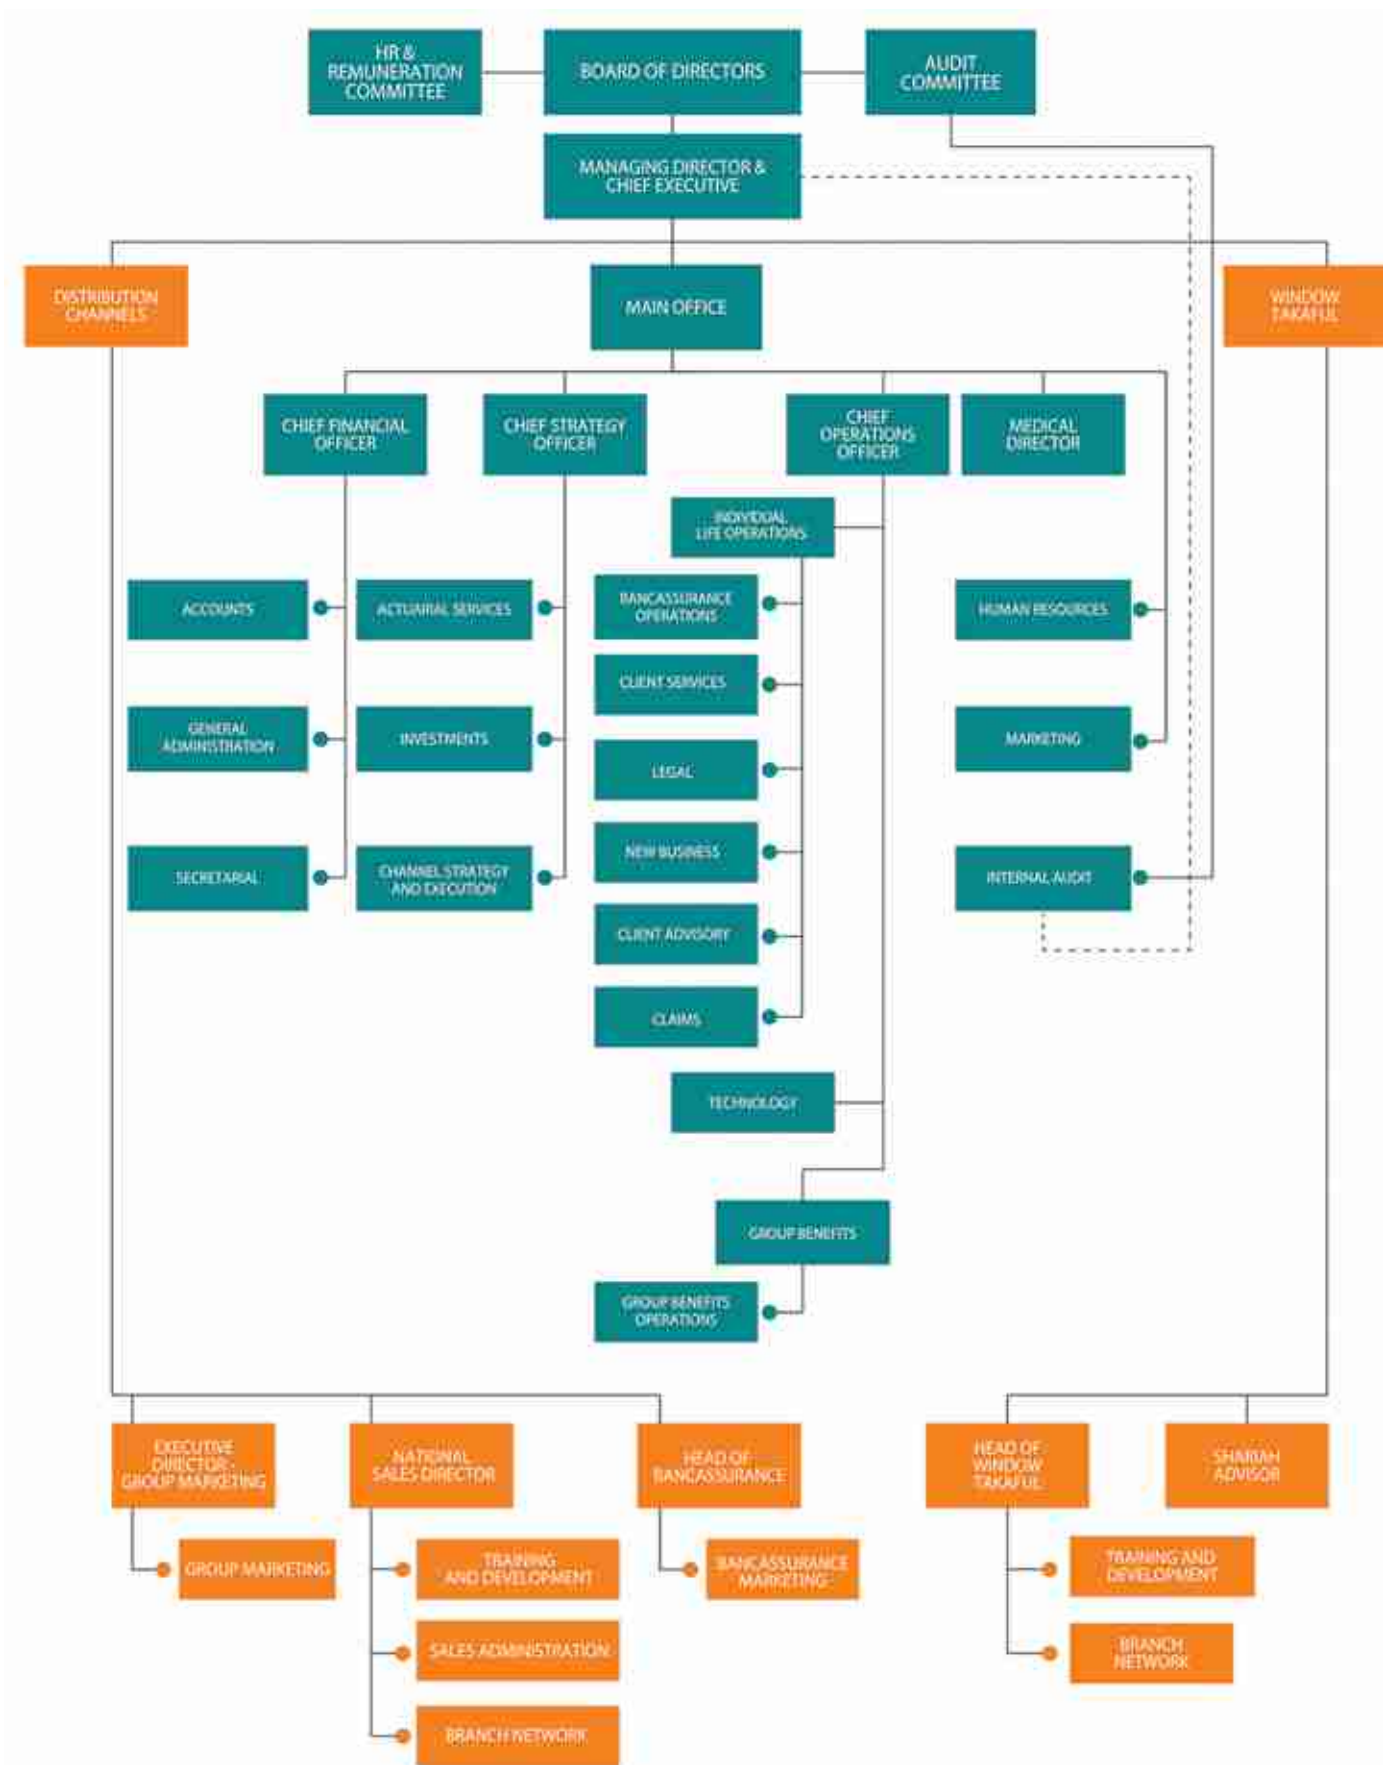 HR &
REMUNERATION
COMMITTEE
BOARD OF DIRECTORS
AUDIT
COMMITTEE
MANAGING DIRECTOR &
CHIEF EXECUTIVE
DISTRIBUTION
CHANNELS
MAIN OFFICE
WINDOW
TAKAFUL
CHIEF FINANCIAL
OFFICER
CHIEF STRATEGY
OFFICER
CHIEF
OPERATIONS
OFFICER
MEDICAL
DIRECTOR
INDIVIDUAL
LIFE OPERATIONS
ACCOUNTS
ACTUARIAL SERVICES
BANCASSURANCE
OPERATIONS
HUMAN RESOURCES
CLIENT SERVICES
GENERAL
ADMINISTRATION
INVESTMENTS
LEGAL
MARKETING
SECRETARIAL
CHANNEL STRATEGY
AND EXECUTION
NEW BUSINESS
INTERNAL AUDIT
CLIENT ADVISORY
CLAIMS
TECHNOLOGY
GROUP BENEFITS
GROUP BENEFITS
OPERATIONS
EXECUTIVE
DIRECTOR -
GROUP MARKETING
NATIONAL
SALES DIRECTOR
HEAD OF
BANCASSURANCE
HEAD OF
WINDOW
TAKAFUL
SHARIAH
ADVISOR
GROUP MARKETING
TRAINING
AND DEVELOPMENT
BANCASSURANCE
MARKETING
TRAINING AND
DEVELOPMENT
SALES ADMINISTRATION
BRANCH
NETWORK
BRANCH NETWORK